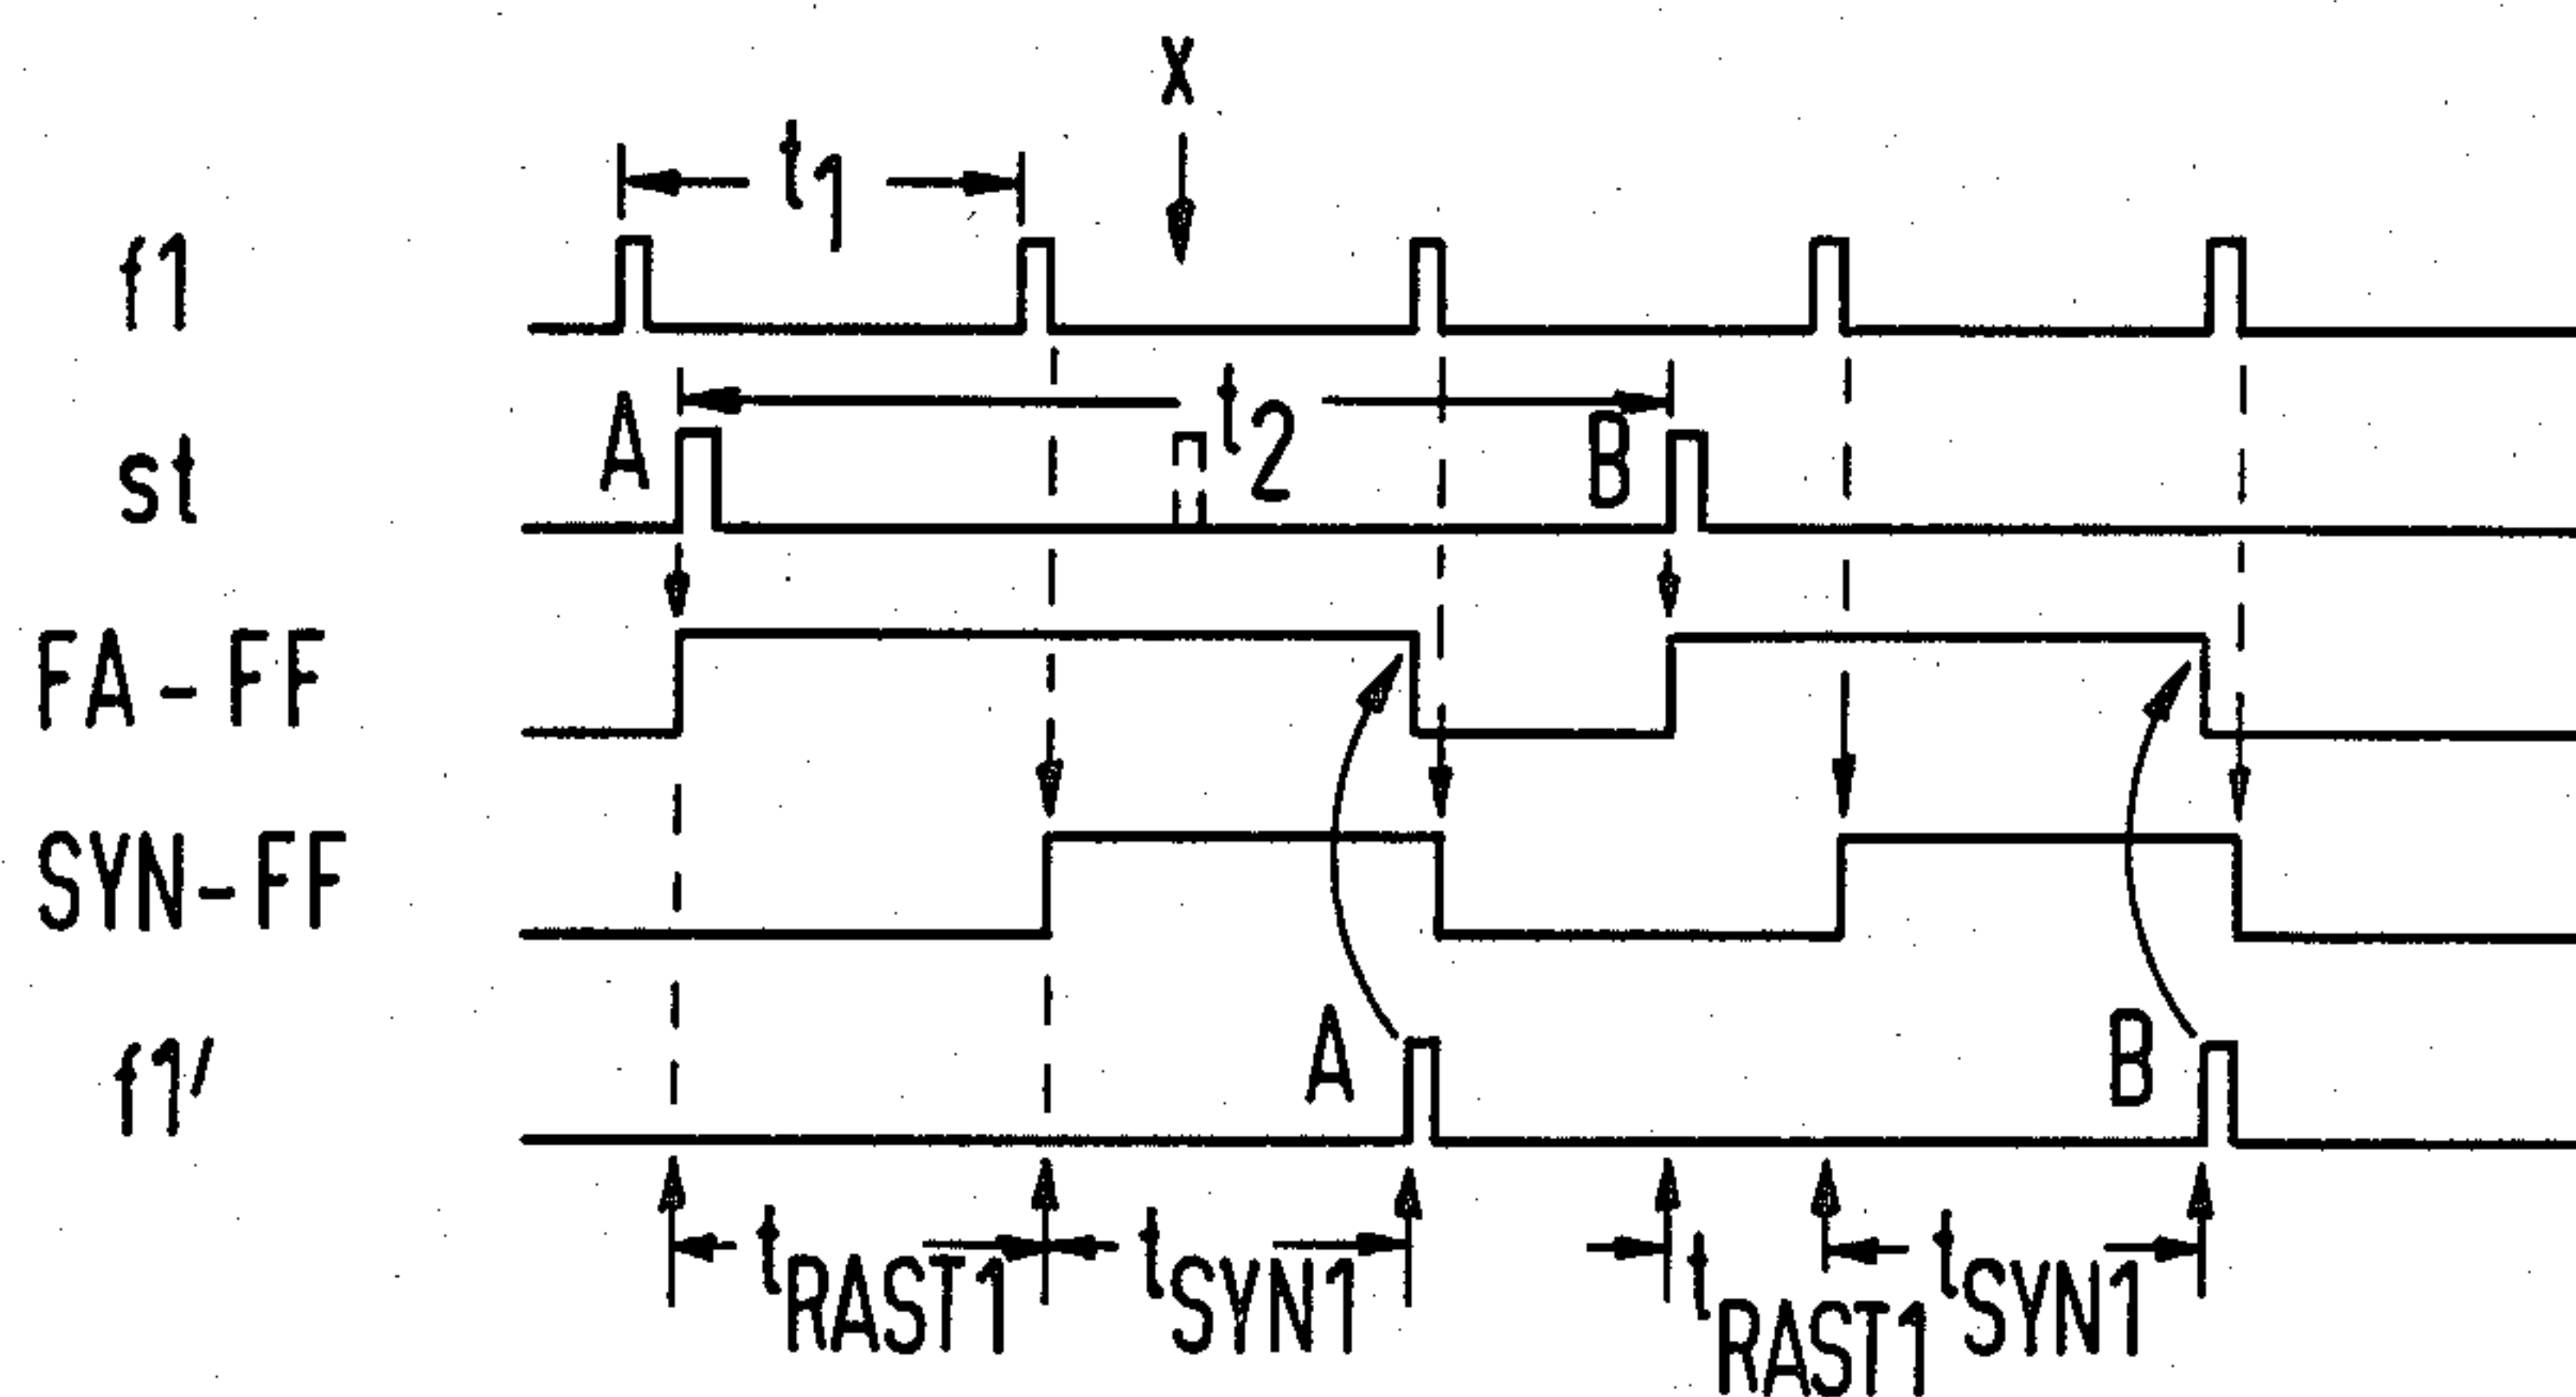 x
t1
f1
t2
A
B
st
FA-FF
SYN-FF
A
B
f1'
tRAST1
tSYN1
tRAST1
tSYN1